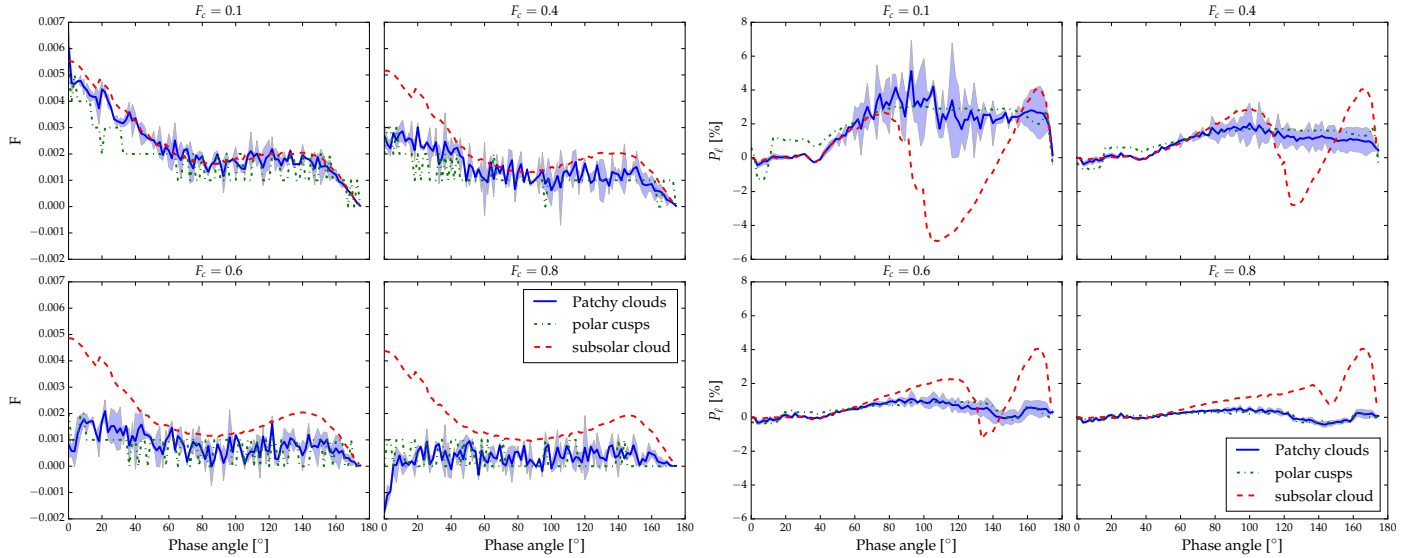 F_c = 0.1
F_c = 0.4
0.007
0.006
0.005
0.004
0.003
0.002
0.001
0.000
−0.001
−0.002
F
F_c = 0.6
F_c = 0.8
0.007
0.006
0.005
0.004
0.003
0.002
0.001
0.000
−0.001
0.002
F
Patchy clouds
polar cusps
subsolar cloud
0 20 40 60 80 100 120 140 160
0 20 40 60 80 100 120 140 160 180
Phase angle [°]
Phase angle [°]
F_c = 0.1
F_c = 0.4
8
6
4
2
0
−2
−4
−6
P_ℓ [%]
F_c = 0.6
F_c = 0.8
8
6
4
2
0
−2
−4
−6
P_ℓ [%]
Patchy clouds
polar cusps
subsolar cloud
0 20 40 60 80 100 120 140 160 180
0 20 40 60 80 100 120 140 160 180
Phase angle [°]
Phase angle [°]